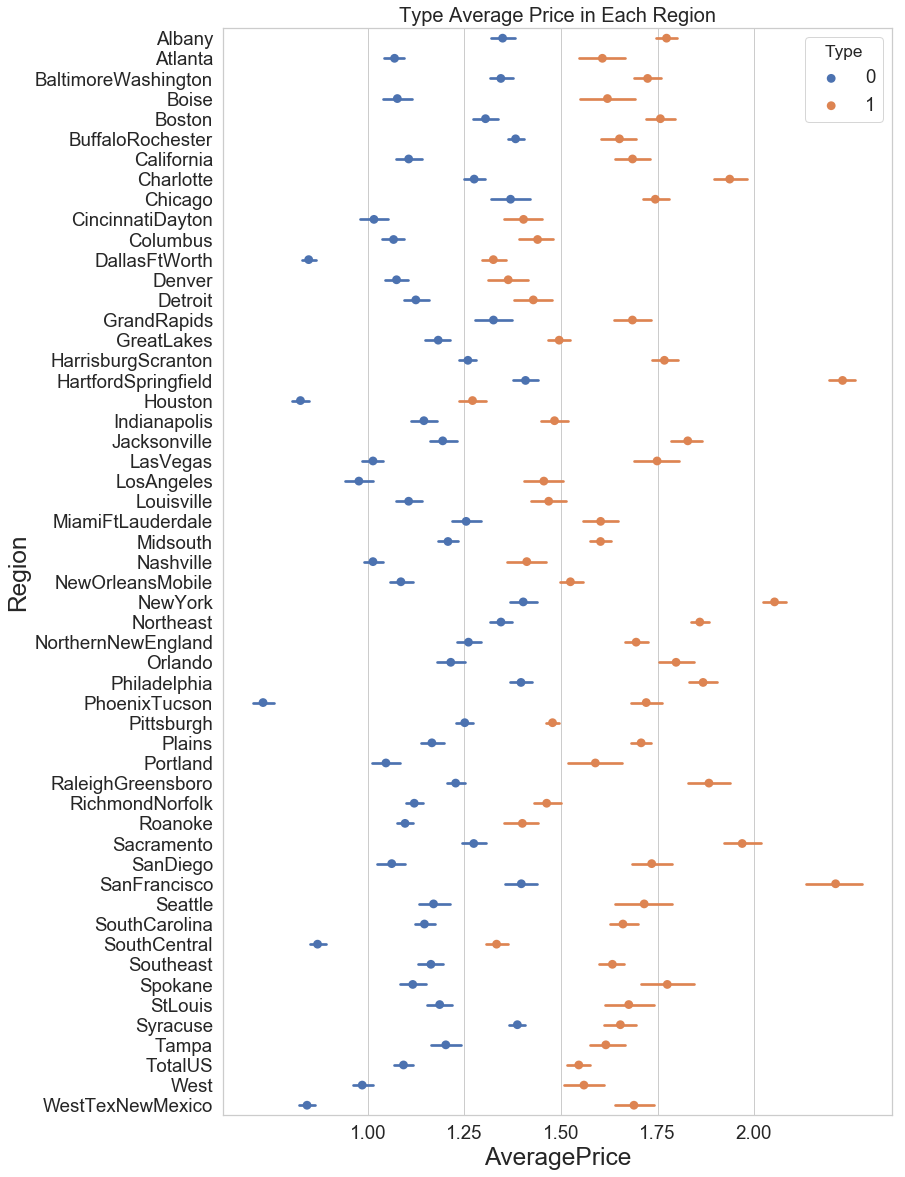 Type Average Price in Each Region
Type
0
1
Albany
Atlanta
BaltimoreWashington
Boise
Boston
BuffaloRochester
California
Charlotte
Chicago
CincinnatiDayton
Columbus
DallasFtWorth
Denver
Detroit
GrandRapids
GreatLakes
HarrisburgScranton
HartfordSpringfield
Houston
Indianapolis
Jacksonville
LasVegas
LosAngeles
Louisville
MiamiFtLauderdale
Midsouth
Nashville
NewOrleansMobile
NewYork
Northeast
NorthernNewEngland
Orlando
Philadelphia
PhoenixTucson
Pittsburgh
Plains
Portland
RaleighGreensboro
RichmondNorfolk
Roanoke
Sacramento
SanDiego
SanFrancisco
Seattle
SouthCarolina
SouthCentral
Southeast
Spokane
StLouis
Syracuse
Tampa
TotalUS
West
WestTexNewMexico
Region
1.00 1.25 1.50 1.75 2.00
AveragePrice